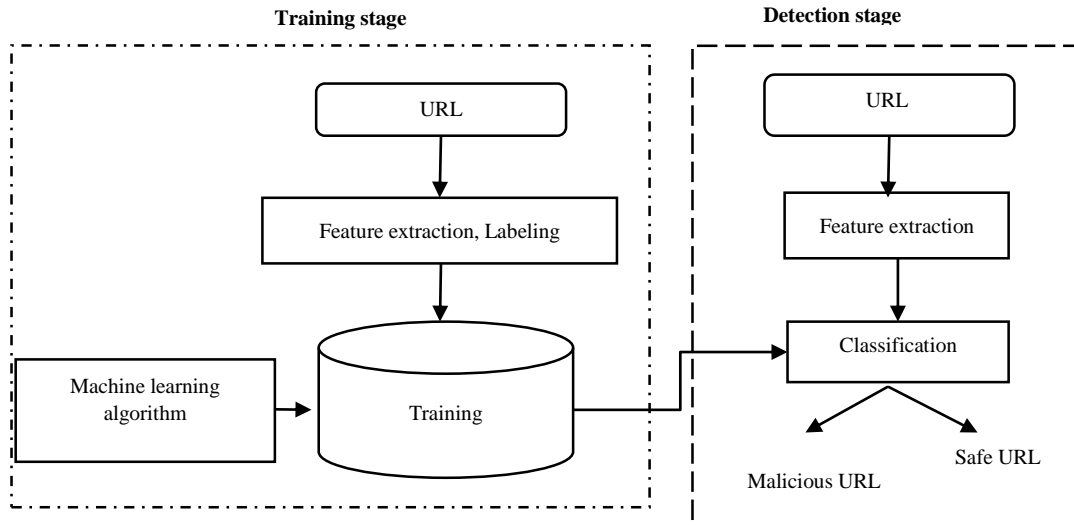 Training stage
URL
Feature extraction, Labeling
Machine learning
algorithm
Training
Detection stage
URL
Feature extraction
Classification
Malicious URL
Safe URL